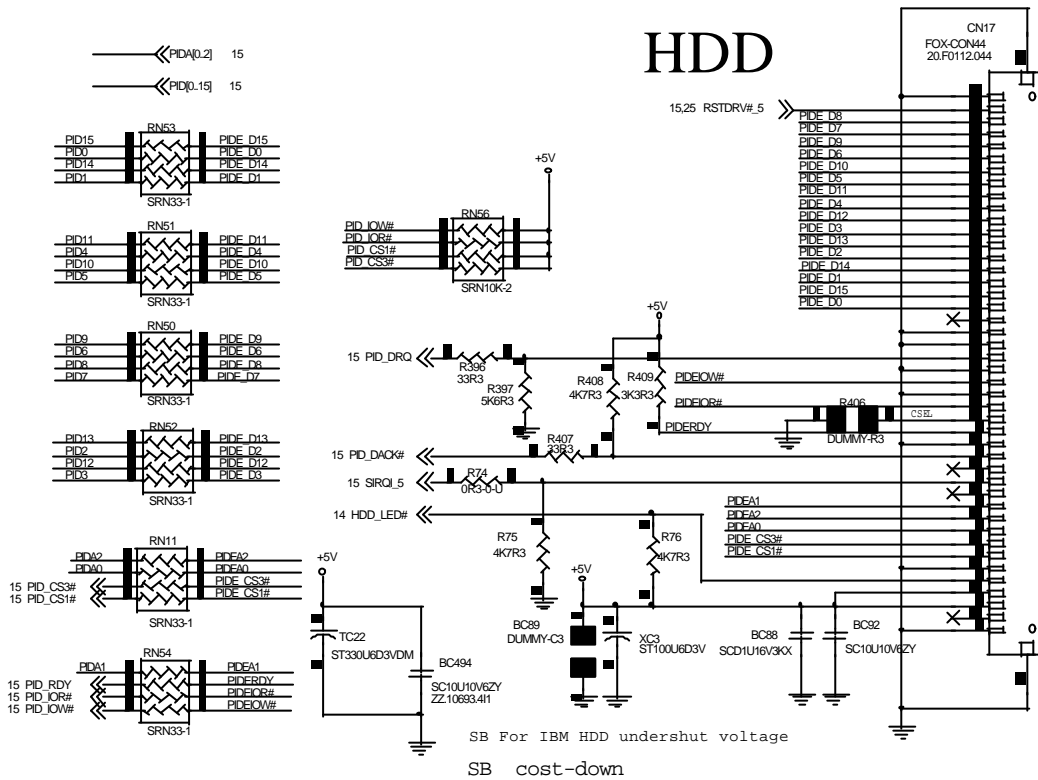 HDD
CN17
FOX-CON44
20.F0112.044
PIDA[0..2] 15
PID[0..15] 15
15,25 RSTDRV#_5
PIDE_D8
PIDE_D7
PIDE_D9
PIDE_D6
PIDE_D10
PIDE_D5
PIDE_D11
PIDE_D4
PIDE_D12
PIDE_D3
PIDE_D13
PIDE_D2
PIDE_D14
PIDE_D1
PIDE_D15
PIDE_D0
RN53
PID15 PIDE_D15
PID0 PIDE_D0
PID14 PIDE_D14
PID1 PIDE_D1
SRN33-1
RN51
PID11 PIDE_D11
PID4 PIDE_D4
PID10 PIDE_D10
PID5 PIDE_D5
SRN33-1
RN50
PID9 PIDE_D9
PID6 PIDE_D6
PID8 PIDE_D8
PID7 PIDE_D7
SRN33-1
RN52
PID13 PIDE_D13
PID2 PIDE_D2
PID12 PIDE_D12
PID3 PIDE_D3
SRN33-1
RN11
PIDA2 PIDEA2
PIDA0 PIDEA0
15 PID_CS3# PIDE_CS3#
15 PID_CS1# PIDE_CS1#
SRN33-1
RN54
PIDA1 PIDEA1
15 PID_RDY PIDERDY
15 PID_IOR# PIDEIOR#
15 PID_IOW# PIDEIOW#
SRN33-1
+5V
RN56
PID_IOW#
PID_IOR#
PID_CS1#
PID_CS3#
SRN10K-2
+5V
15 PID_DRQ
R396
33R3
R397
5K6R3
R408
4K7R3
R409
3K3R3
PIDEIOW#
PIDEIOR#
PIDERDY
R406
CSEL
DUMMY-R3
15 PID_DACK#
R407
33R3
15 SIRQI_5
R74
0R3-0-U
14 HDD_LED#
R75
4K7R3
R76
4K7R3
PIDEA1
PIDEA2
PIDEA0
PIDE_CS3#
PIDE_CS1#
+5V
TC22
ST330U6D3VDM
BC494
SC10U10V6ZY
ZZ.10693.4I1
+5V
BC89
DUMMY-C3
XC3
ST100U6D3V
BC88
SCD1U16V3KX
BC92
SC10U10V6ZY
SB For IBM HDD undershut voltage
SB cost-down